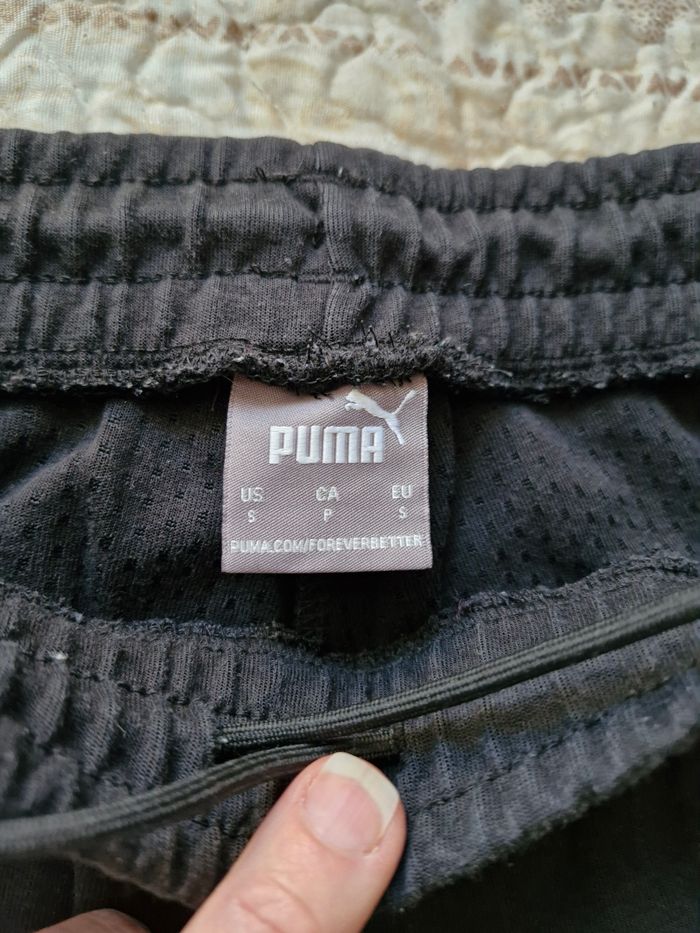 PUMA
US CA EU
S P S
PUMA.COM/FOREVERBETTER